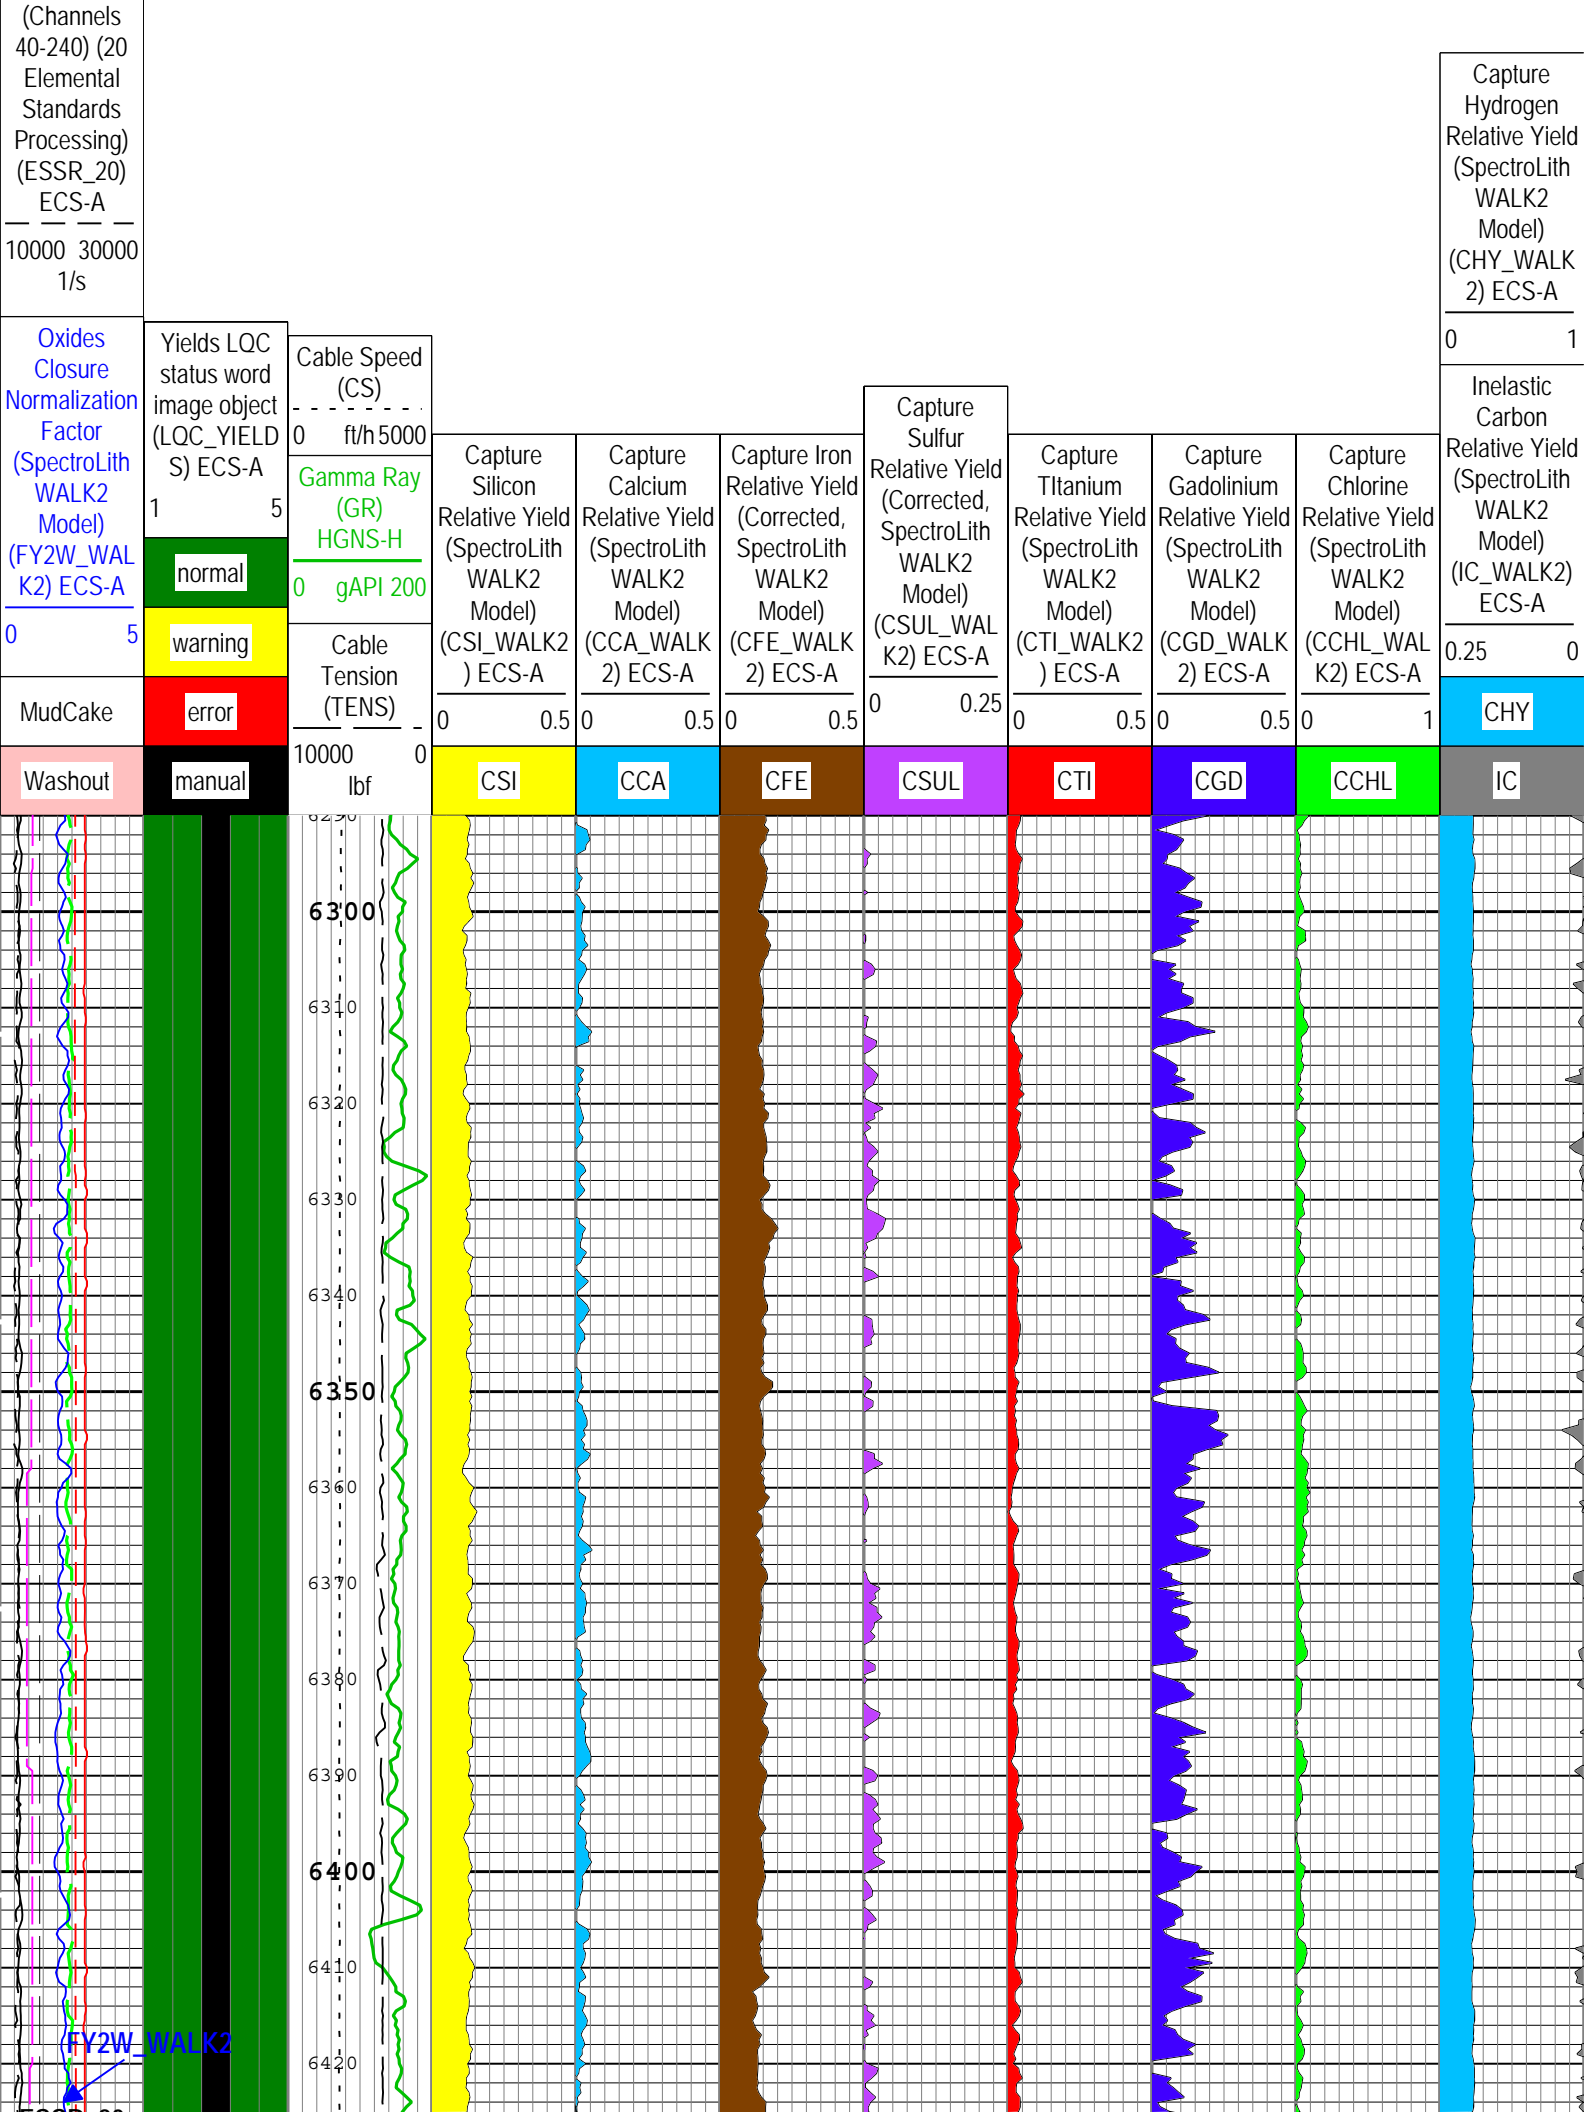 (Channels
40-240) (20
Elemental
Standards
Processing)
(ESSR_20)
ECS-A
10000 30000
1/s
Oxides
Closure
Normalization
Factor
(SpectroLith
WALK2
Model)
(FY2W_WAL
K2) ECS-A
0 5
MudCake
Washout
Yields LQC
status word
image object
(LQC_YIELD
S) ECS-A
1 5
normal
warning
error
manual
Cable Speed
(CS)
0 ft/h 5000
Gamma Ray
(GR)
HGNS-H
0 gAPI 200
Cable
Tension
(TENS)
10000 0
lbf
Capture
Silicon
Relative Yield
(SpectroLith
WALK2
Model)
(CSI_WALK2
) ECS-A
0 0.5
CSI
Capture
Calcium
Relative Yield
(SpectroLith
WALK2
Model)
(CCA_WALK
2) ECS-A
0 0.5
CCA
Capture Iron
Relative Yield
(Corrected,
SpectroLith
WALK2
Model)
(CFE_WALK
2) ECS-A
0 0.5
CFE
Capture
Sulfur
Relative Yield
(Corrected,
SpectroLith
WALK2
Model)
(CSUL_WAL
K2) ECS-A
0 0.25
CSUL
Capture
TItanium
Relative Yield
(SpectroLith
WALK2
Model)
(CTI_WALK2
) ECS-A
0 0.5
CTI
Capture
Gadolinium
Relative Yield
(SpectroLith
WALK2
Model)
(CGD_WALK
2) ECS-A
0 0.5
CGD
Capture
Chlorine
Relative Yield
(SpectroLith
WALK2
Model)
(CCHL_WAL
K2) ECS-A
0 1
CCHL
Capture
Hydrogen
Relative Yield
(SpectroLith
WALK2
Model)
(CHY_WALK
2) ECS-A
0 1
Inelastic
Carbon
Relative Yield
(SpectroLith
WALK2
Model)
(IC_WALK2)
ECS-A
0.25 0
CHY
IC
6290
6300
6310
6320
6330
6340
6350
6360
6370
6380
6390
6400
6410
6420
FY2W_WALK2